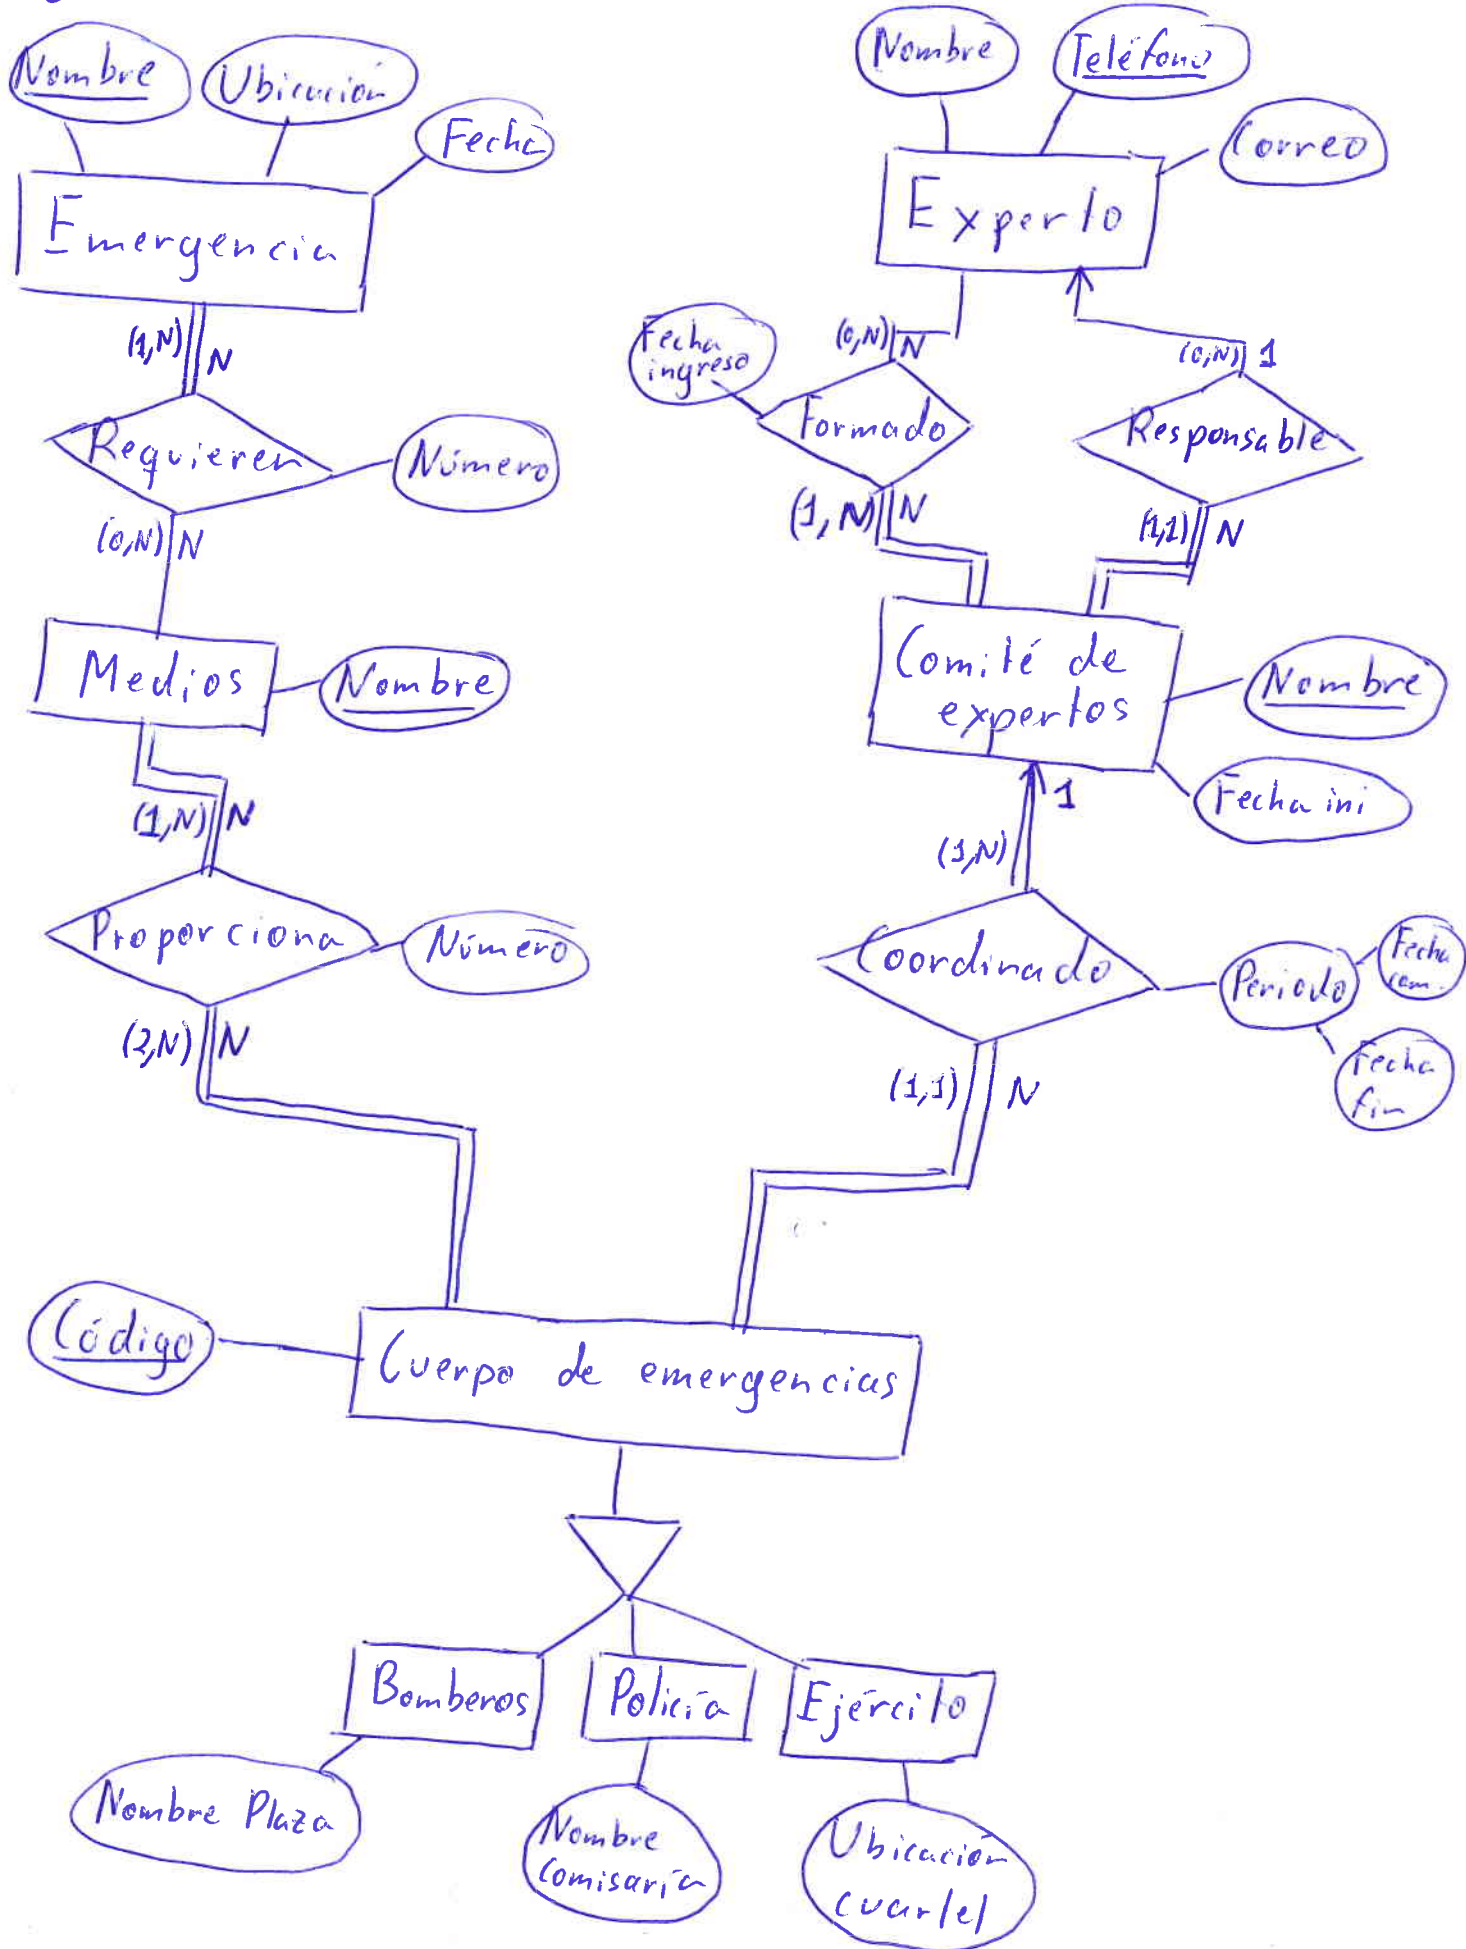 Nombre
Ubicación
Fecha
Emergencia
(1,N)
N
Requieren
Número
(0,N)
N
Medios
Nombre
(1,N)
N
Proporciona
Número
(2,N)
N
Nombre
Teléfono
Correo
Experto
Fecha
ingreso
(0,N)
N
(0,N)
1
Formado
Responsable
(1,N)
N
(1,1)
N
Comité de
expertos
Nombre
Fecha ini
1
(1,N)
Coordinado
Periodo
Fecha
com.
Fecha
fin
(1,1)
N
Código
Cuerpo de emergencias
Bomberos
Policía
Ejército
Nombre Plaza
Nombre
Comisaría
Ubicación
cuartel